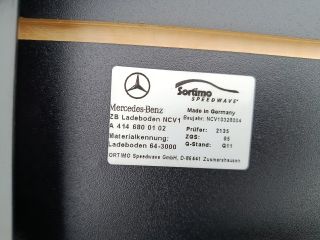 Sortimo
SPEEDWAVE
Mercedes-Benz
Made in Germany
ZB Ladeboden NCV1
Baujahr: NCV10328004
A 414 680 01 02
Prüfer: 2135
Materialkennung:
ZGS: 05
Ladeboden 64-3000
Q-Stand: Q11
ORTIMO Speedwave GmbH, D-86441 Zusmarshausen